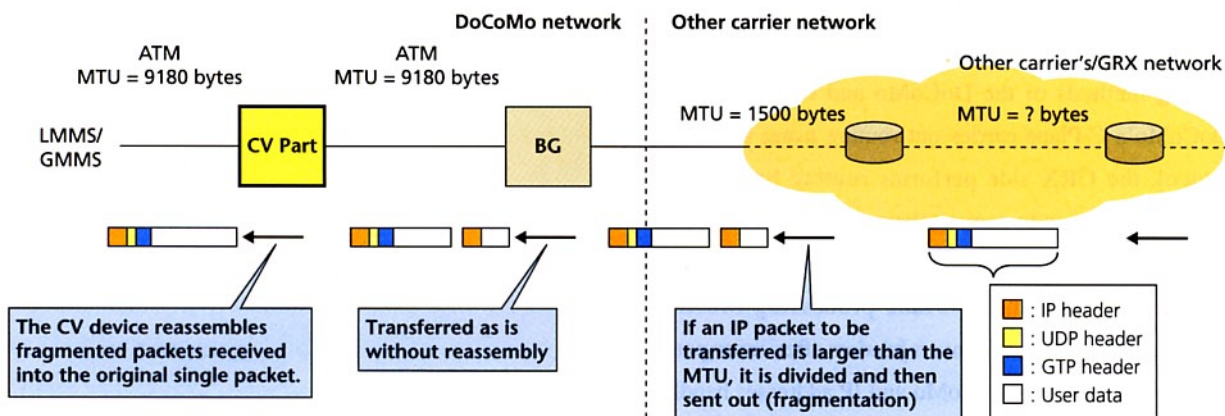 DoCoMo network
Other carrier network
ATM
MTU = 9180 bytes
ATM
MTU = 9180 bytes
Other carrier's/GRX network
MTU = 1500 bytes
MTU = ? bytes
LMMS/
GMMS
CV Part
BG
The CV device reassembles
fragmented packets received
into the original single packet.
Transferred as is
without reassembly
If an IP packet to be
transferred is larger than the
MTU, it is divided and then
sent out (fragmentation)
: IP header
: UDP header
: GTP header
: User data